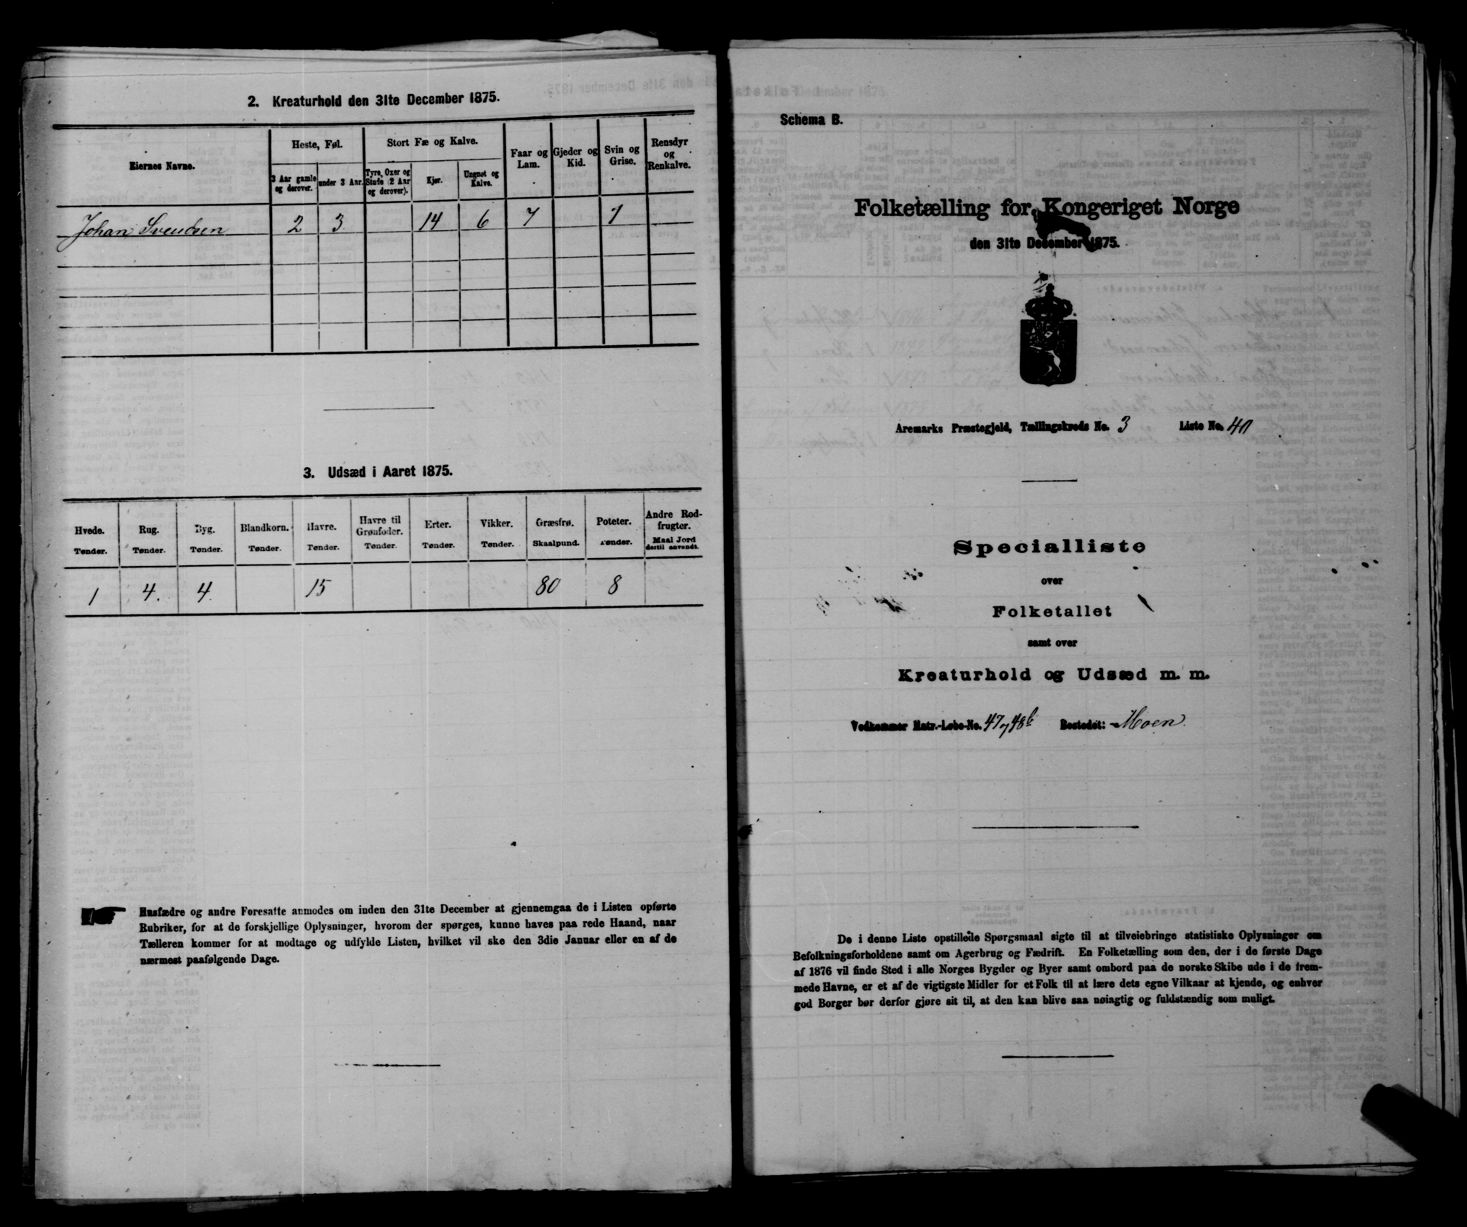 2. Kreaturhold den 31te December 1875.
Eiernes Navne.
Heste, Føl.
Stort Fæ og Kalve.
Faar og Lam.
Gjeder og Kid.
Svin og Grise.
Rensdyr og Renkalve.
3 Aar gamle og derover.
under 3 Aar.
Tyre, Oxer og Stude (2 Aar og derover).
Kjør.
Ungnøt og Kalve.
Johan Svendsen 2 3 14 6 7 1
3. Udsæd i Aaret 1875.
Hvede. Rug. Byg. Blandkorn. Havre. Havre til Grønfoder. Erter. Vikker. Græsfrø. Poteter. Andre Rodfrugter.
Tønder. Tønder. Tønder. Tønder. Tønder. Tønder. Tønder. Tønder. Skaalpund. Tønder. Maal Jord dertil anvendt.
1 4. 4 15 80 8
Husfædre og andre Foresatte anmodes om inden den 31te December at gjennemgaa de i Listen opførte
Rubriker, for at de forskjellige Oplysninger, hvorom der spørges, kunne haves paa rede Haand, naar
Tælleren kommer for at modtage og udfylde Listen, hvilket vil ske den 3die Januar eller en af de
nærmest paafølgende Dage.
Schema B.
Folketælling for Kongeriget Norge
den 31te December 1875.
Aremarks Præstegjeld, Tællingskreds No. 3 Liste No. 40
Specialliste
over
Folketallet
samt over
Kreaturhold og Udsæd m. m.
Vedkommer Matr.-Løbe-No. 47, 48b Bostedet: Moen
De i denne Liste opstillede Spørgsmaal sigte til at tilveiebringe statistiske Oplysninger om
Befolkningsforholdene samt om Agerbrug og Fædrift. En Folketælling som den, der i de første Dage
af 1876 vil finde Sted i alle Norges Bygder og Byer samt ombord paa de norske Skibe ude i de frem-
mede Havne, er et af de vigtigste Midler for et Folk til at lære dets egne Vilkaar at kjende, og enhver
god Borger bør derfor gjøre sit til, at den kan blive saa nøiagtig og fuldstændig som muligt.